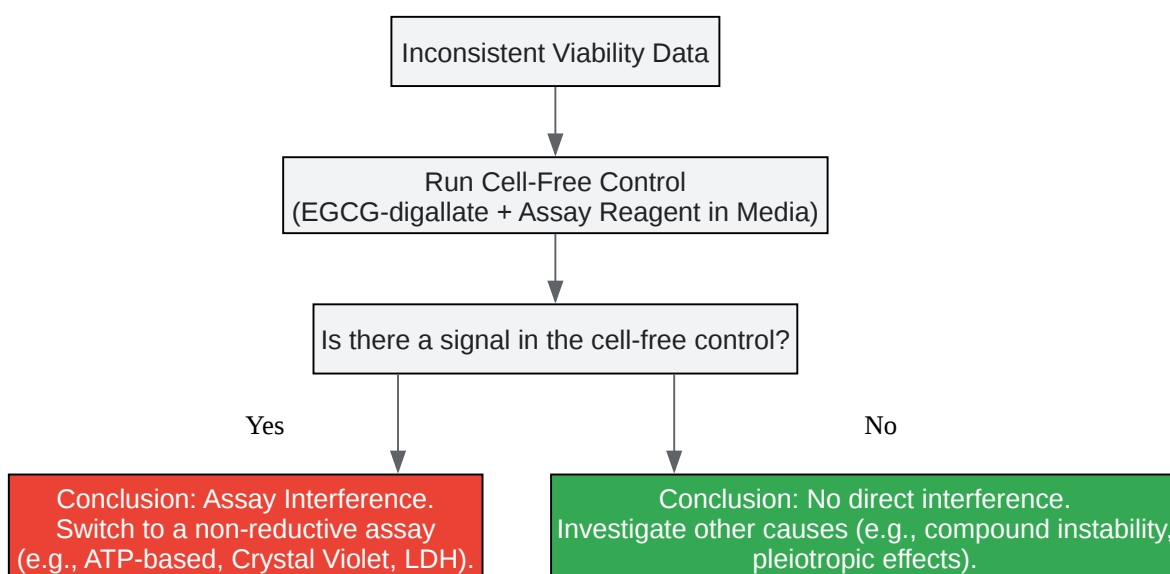 Inconsistent Viability Data
Run Cell-Free Control
(EGCG-digallate + Assay Reagent in Media)
Is there a signal in the cell-free control?
Yes
No
Conclusion: Assay Interference.
Switch to a non-reductive assay
(e.g., ATP-based, Crystal Violet, LDH).
Conclusion: No direct interference.
Investigate other causes (e.g., compound instability,
pleiotropic effects).